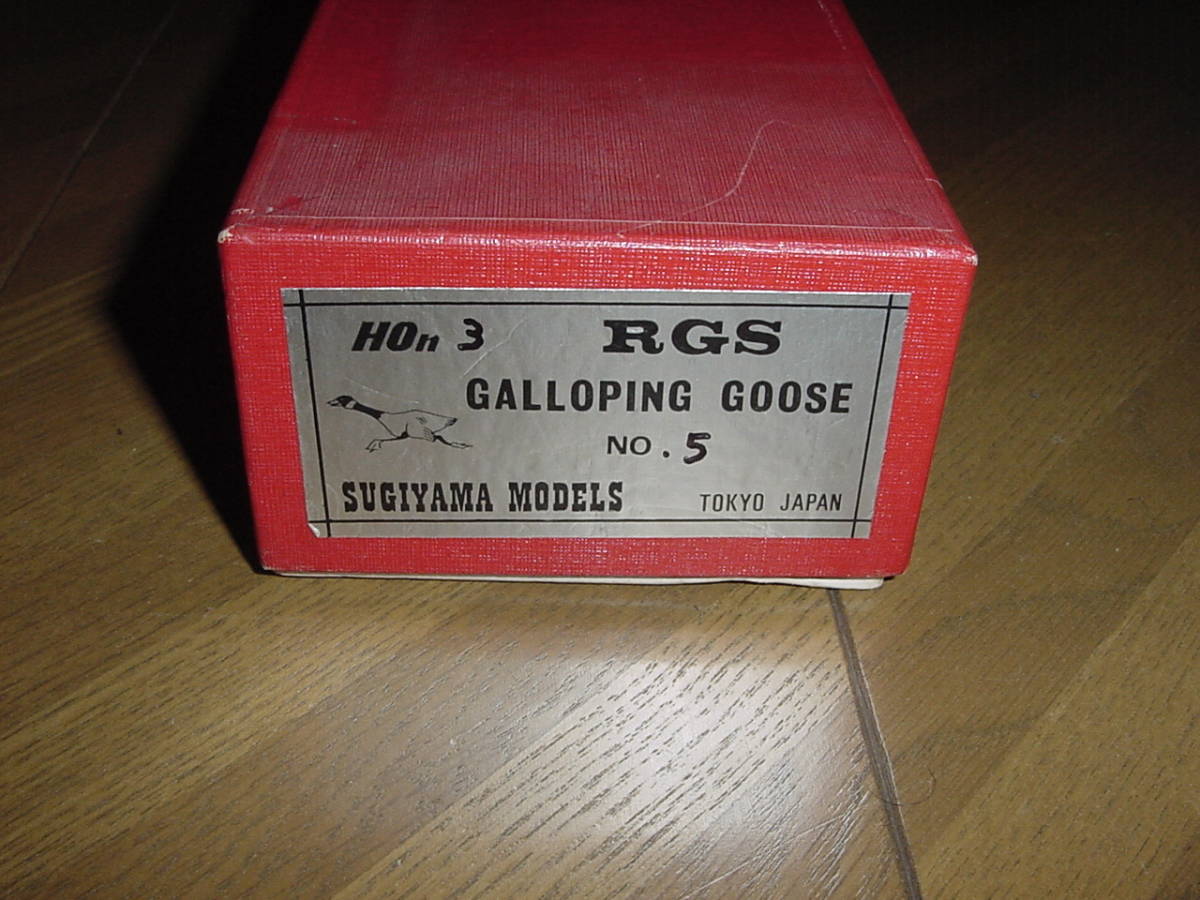 HOn 3 RGS
GALLOPING GOOSE
NO. 5
SUGIYAMA MODELS TOKYO JAPAN